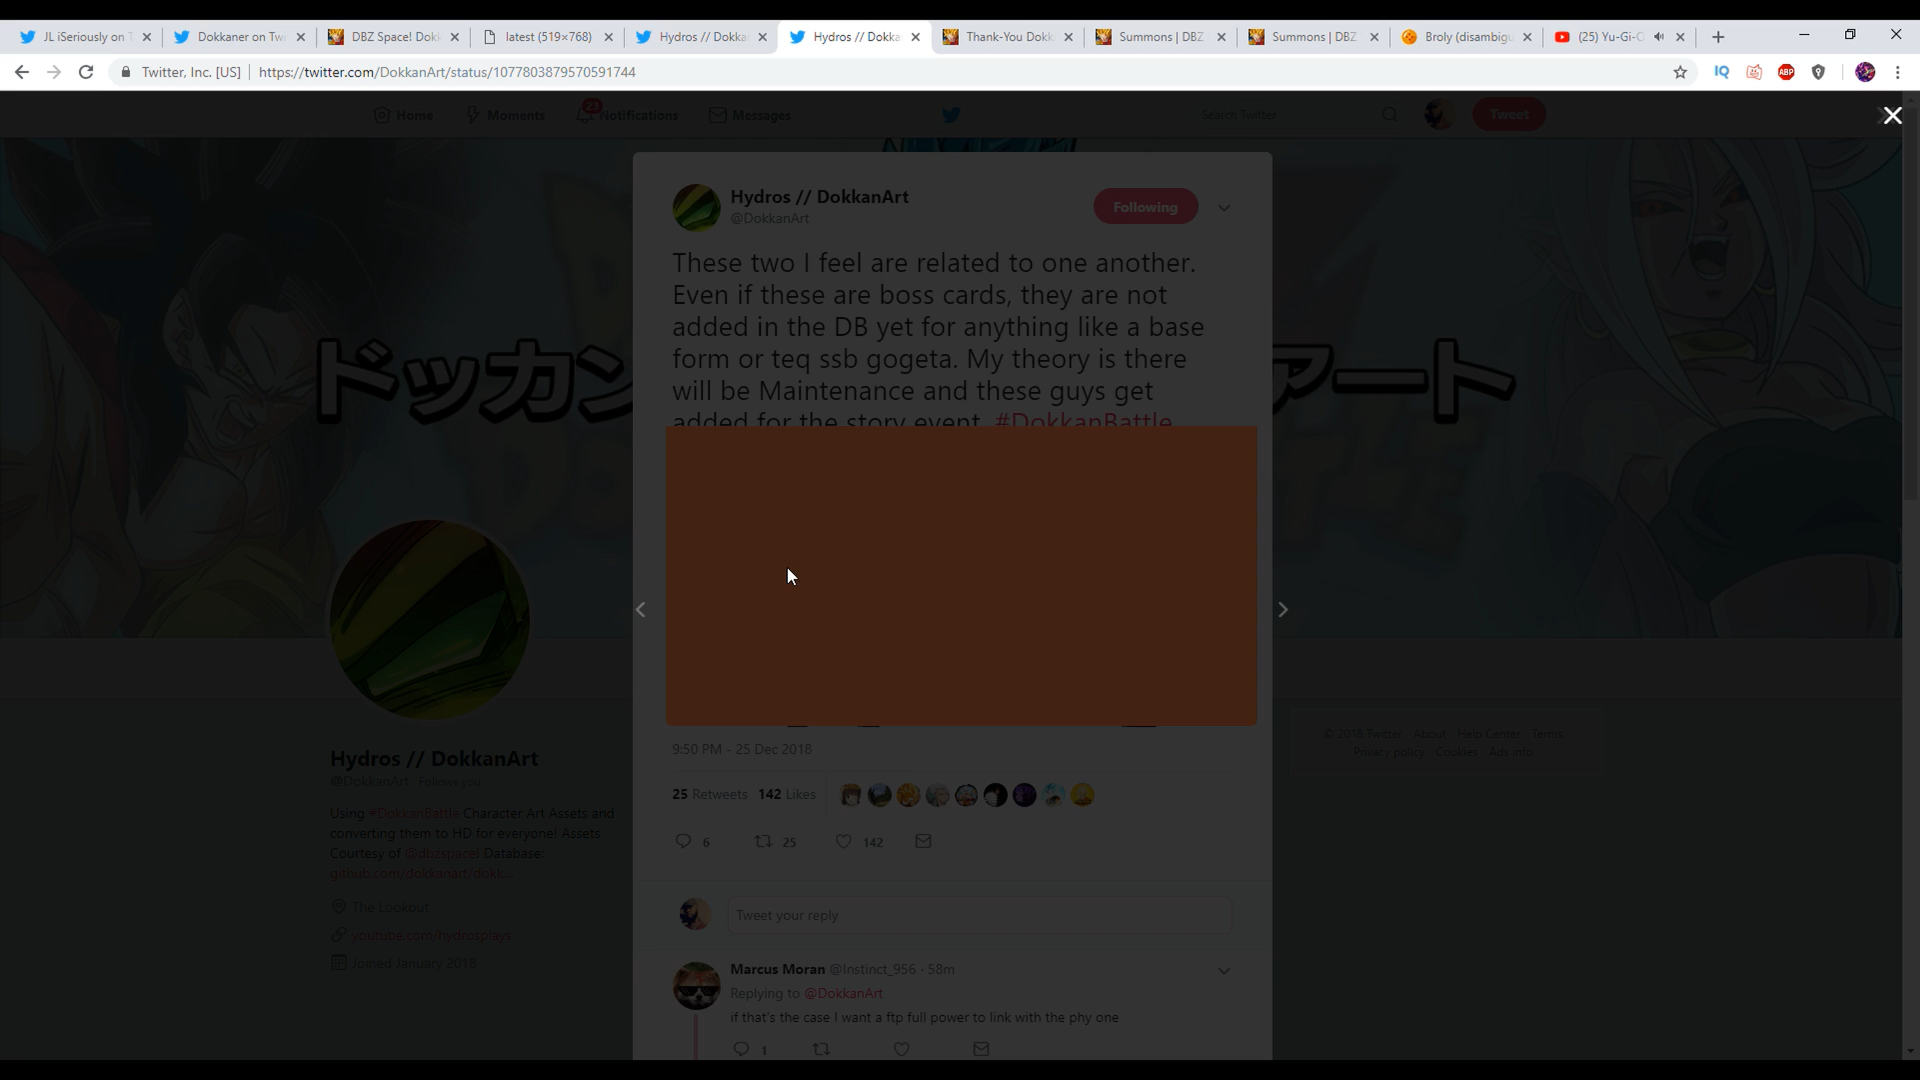 JL iSeriously on T
Dokkaner on Tw
DBZ Space! Dok
latest (519×768)
Hydros // Dokka
Hydros // Dokka
Thank-You Dokk
Summons | DBZ
Summons | DBZ
Broly (disambigu
(25) Yu-Gi-O
Twitter, Inc. [US]
https://twitter.com/DokkanArt/status/1077803879570591744
IQ
ABP
Home
Moments
23
Notifications
Messages
Search Twitter
Tweet
Hydros // DokkanArt
@DokkanArt
Following
These two I feel are related to one another.
Even if these are boss cards, they are not
added in the DB yet for anything like a base
form or teq ssb gogeta. My theory is there
will be Maintenance and these guys get
added for the story event. #DokkanBattle
ドッカン
アート
9:50 PM - 25 Dec 2018
25 Retweets 142 Likes
6
25
142
Tweet your reply
Marcus Moran @Instinct_956 · 58m
Replying to @DokkanArt
if that's the case I want a ftp full power to link with the phy one
1
Hydros // DokkanArt
@DokkanArt Follows you
Using #DokkanBattle Character Art Assets and
converting them to HD for everyone! Assets
Courtesy of @dbzspace! Database:
github.com/dokkanart/dokk...
The Lookout
youtube.com/hydrosplays
Joined January 2018
© 2018 Twitter About Help Center Terms
Privacy policy Cookies Ads info